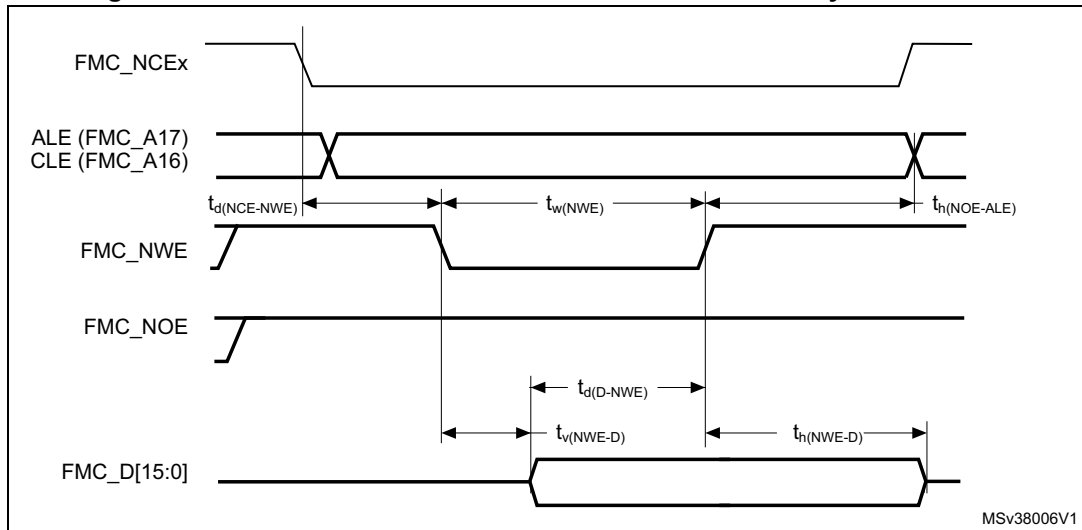 FMC_NCEx
ALE (FMC_A17)
CLE (FMC_A16)
td(NCE-NWE)
tw(NWE)
th(NOE-ALE)
FMC_NWE
FMC_NOE
td(D-NWE)
tv(NWE-D)
th(NWE-D)
FMC_D[15:0]
MSv38006V1